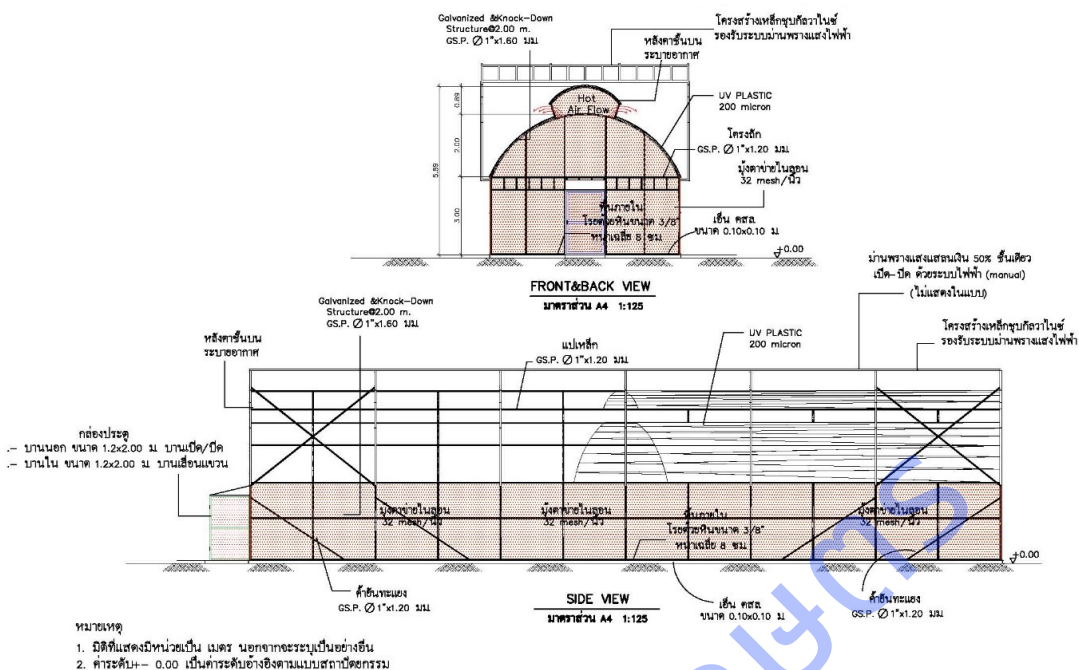 Galvanized &Knock-Down
Structure@2.00 m.
GS.P. ∅ 1"x1.60 มม.
หลังคาชั้นบน
ระบายอากาศ
โครงสร้างเหล็กชุบกัลวาไนซ์
รองรับระบบม่านพรางแสงไฟฟ้า
Hot
Air Flow
UV PLASTIC
200 micron
โครงถัก
GS.P. ∅ 1"x1.20 มม.
มุ้งตาข่ายไนลอน
32 mesh/นิ้ว
0.89
2.00
5.89
3.00
พื้นภายใน
โรยด้วยหินขนาด 3/8"
หนาเฉลี่ย 8 ซม.
เอ็น คสล.
ขนาด 0.10x0.10 ม.
+0.00
FRONT&BACK VIEW
มาตราส่วน A4 1:125
ม่านพรางแสงแสลนเงิน 50% ชั้นเดียว
เปิด-ปิด ด้วยระบบไฟฟ้า (manual)
(ไม่แสดงในแบบ)
Galvanized &Knock-Down
Structure@2.00 m.
GS.P. ∅ 1"x1.60 มม.
หลังคาชั้นบน
ระบายอากาศ
แปเหล็ก
GS.P. ∅ 1"x1.20 มม.
UV PLASTIC
200 micron
โครงสร้างเหล็กชุบกัลวาไนซ์
รองรับระบบม่านพรางแสงไฟฟ้า
กล่องประตู
.- บานนอก ขนาด 1.2x2.00 ม. บานเปิด/ปิด
.- บานใน ขนาด 1.2x2.00 ม. บานเลื่อนแขวน
มุ้งตาข่ายไนลอน
32 mesh/นิ้ว
มุ้งตาข่ายไนลอน
32 mesh/นิ้ว
พื้นภายใน
โรยด้วยหินขนาด 3/8"
หนาเฉลี่ย 8 ซม.
มุ้งตาข่ายไนลอน
32 mesh/นิ้ว
+0.00
ค้ำยันทะแยง
GS.P. ∅ 1"x1.20 มม.
SIDE VIEW
มาตราส่วน A4 1:125
เอ็น คสล.
ขนาด 0.10x0.10 ม.
ค้ำยันทะแยง
GS.P. ∅ 1"x1.20 มม.
หมายเหตุ
1. มิติที่แสดงมีหน่วยเป็น เมตร นอกจากจะระบุเป็นอย่างอื่น
2. ค่าระดับ+- 0.00 เป็นค่าระดับอ้างอิงตามแบบสถาปัตยกรรม